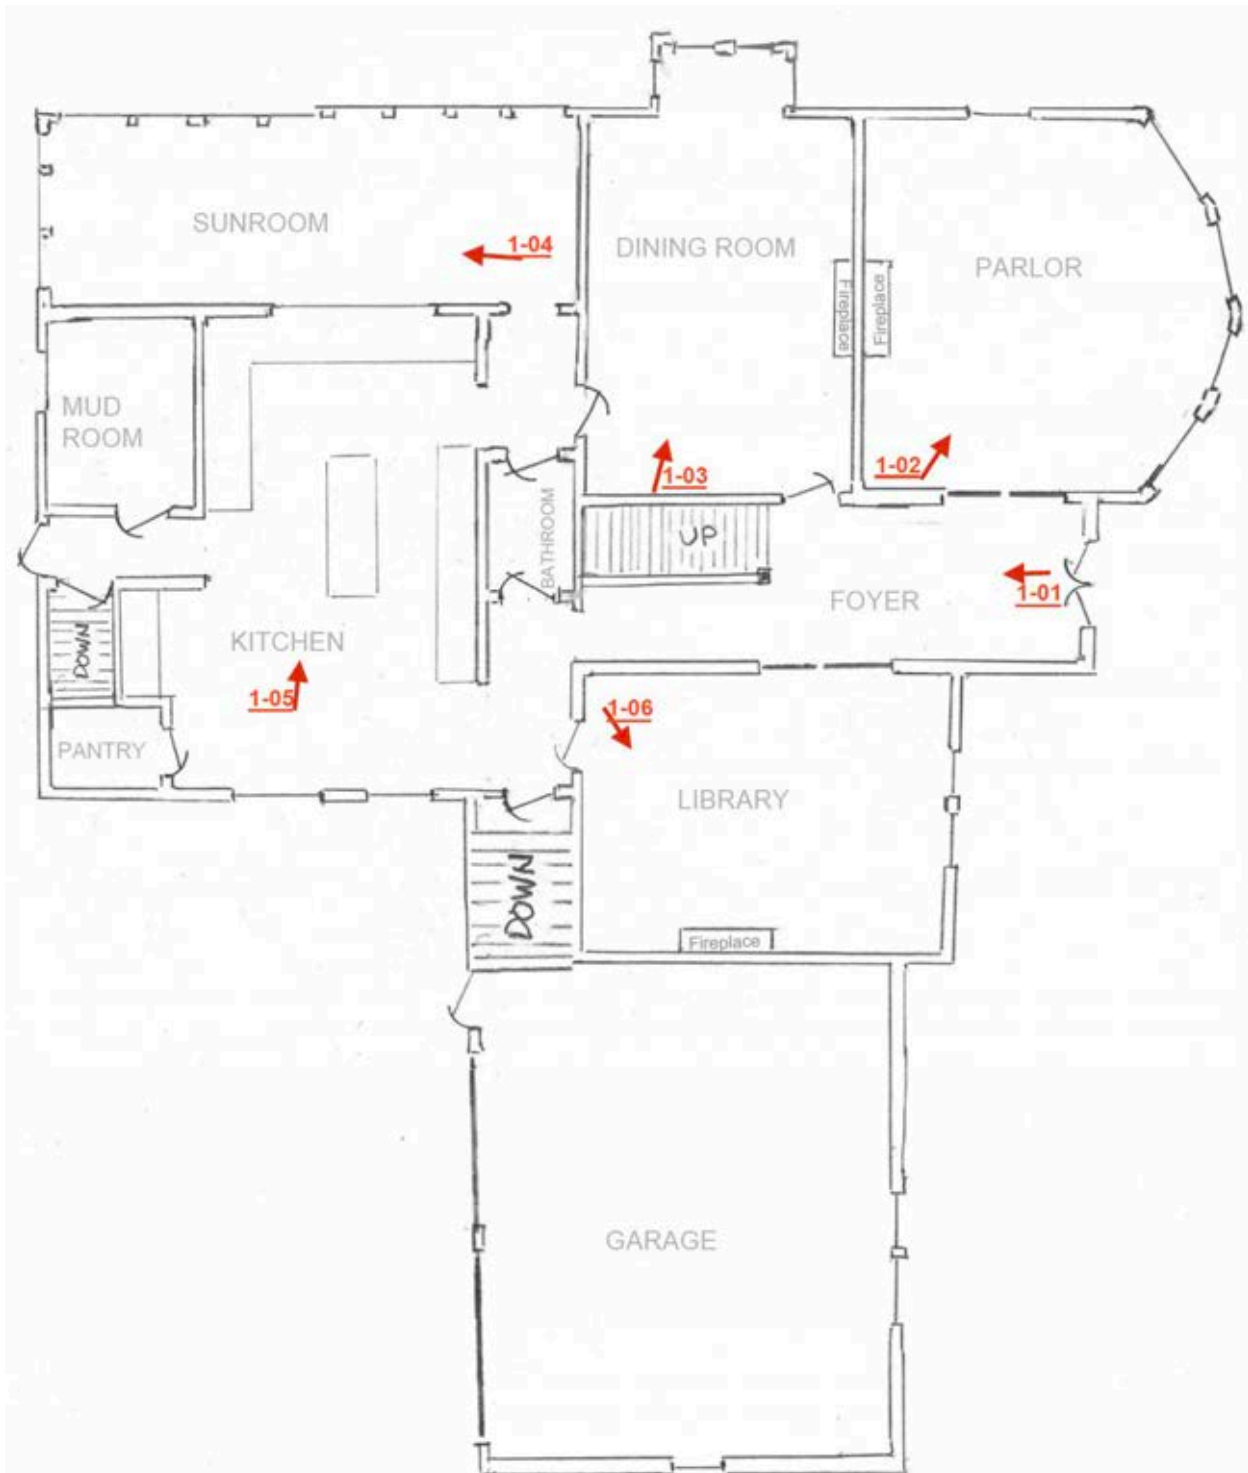 SUNROOM
1-04
DINING ROOM
PARLOR
Fireplace
Fireplace
MUD
ROOM
1-03
1-02
BATHROOM
UP
1-01
FOYER
KITCHEN
DOWN
1-05
1-06
PANTRY
LIBRARY
DOWN
Fireplace
GARAGE